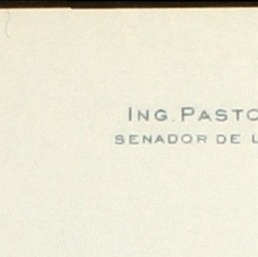 ING. PASTO
SENADOR DE L